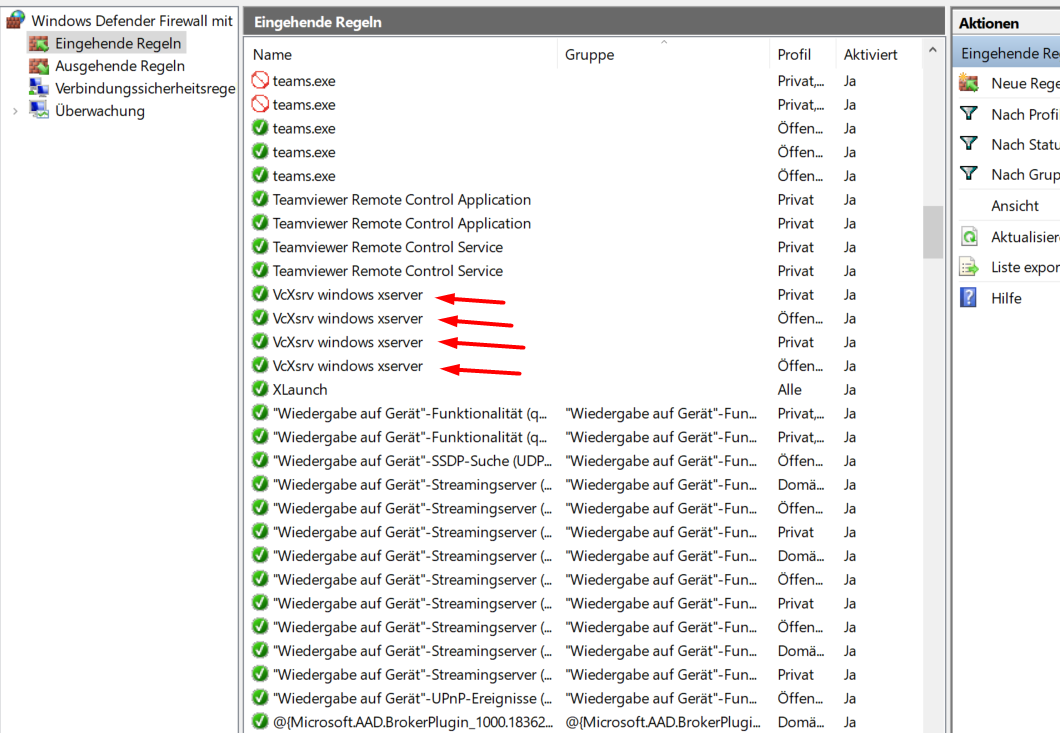 Windows Defender Firewall mit
Eingehende Regeln
Ausgehende Regeln
Verbindungssicherheitsrege
Überwachung
Eingehende Regeln
Name Gruppe Profil Aktiviert
teams.exe Privat,... Ja
teams.exe Privat,... Ja
teams.exe Öffen... Ja
teams.exe Öffen... Ja
teams.exe Öffen... Ja
Teamviewer Remote Control Application Privat Ja
Teamviewer Remote Control Application Privat Ja
Teamviewer Remote Control Service Privat Ja
Teamviewer Remote Control Service Privat Ja
VcXsrv windows xserver Privat Ja
VcXsrv windows xserver Öffen... Ja
VcXsrv windows xserver Privat Ja
VcXsrv windows xserver Öffen... Ja
XLaunch Alle Ja
"Wiedergabe auf Gerät"-Funktionalität (q... "Wiedergabe auf Gerät"-Fun... Privat,... Ja
"Wiedergabe auf Gerät"-Funktionalität (q... "Wiedergabe auf Gerät"-Fun... Privat,... Ja
"Wiedergabe auf Gerät"-SSDP-Suche (UDP... "Wiedergabe auf Gerät"-Fun... Öffen... Ja
"Wiedergabe auf Gerät"-Streamingserver (... "Wiedergabe auf Gerät"-Fun... Domä... Ja
"Wiedergabe auf Gerät"-Streamingserver (... "Wiedergabe auf Gerät"-Fun... Öffen... Ja
"Wiedergabe auf Gerät"-Streamingserver (... "Wiedergabe auf Gerät"-Fun... Privat Ja
"Wiedergabe auf Gerät"-Streamingserver (... "Wiedergabe auf Gerät"-Fun... Domä... Ja
"Wiedergabe auf Gerät"-Streamingserver (... "Wiedergabe auf Gerät"-Fun... Öffen... Ja
"Wiedergabe auf Gerät"-Streamingserver (... "Wiedergabe auf Gerät"-Fun... Privat Ja
"Wiedergabe auf Gerät"-Streamingserver (... "Wiedergabe auf Gerät"-Fun... Öffen... Ja
"Wiedergabe auf Gerät"-Streamingserver (... "Wiedergabe auf Gerät"-Fun... Domä... Ja
"Wiedergabe auf Gerät"-Streamingserver (... "Wiedergabe auf Gerät"-Fun... Privat Ja
"Wiedergabe auf Gerät"-UPnP-Ereignisse (... "Wiedergabe auf Gerät"-Fun... Öffen... Ja
@{Microsoft.AAD.BrokerPlugin_1000.18362... @{Microsoft.AAD.BrokerPlugi... Domä... Ja
Aktionen
Eingehende Re
Neue Rege
Nach Profi
Nach Statu
Nach Grup
Ansicht
Aktualisier
Liste expor
Hilfe